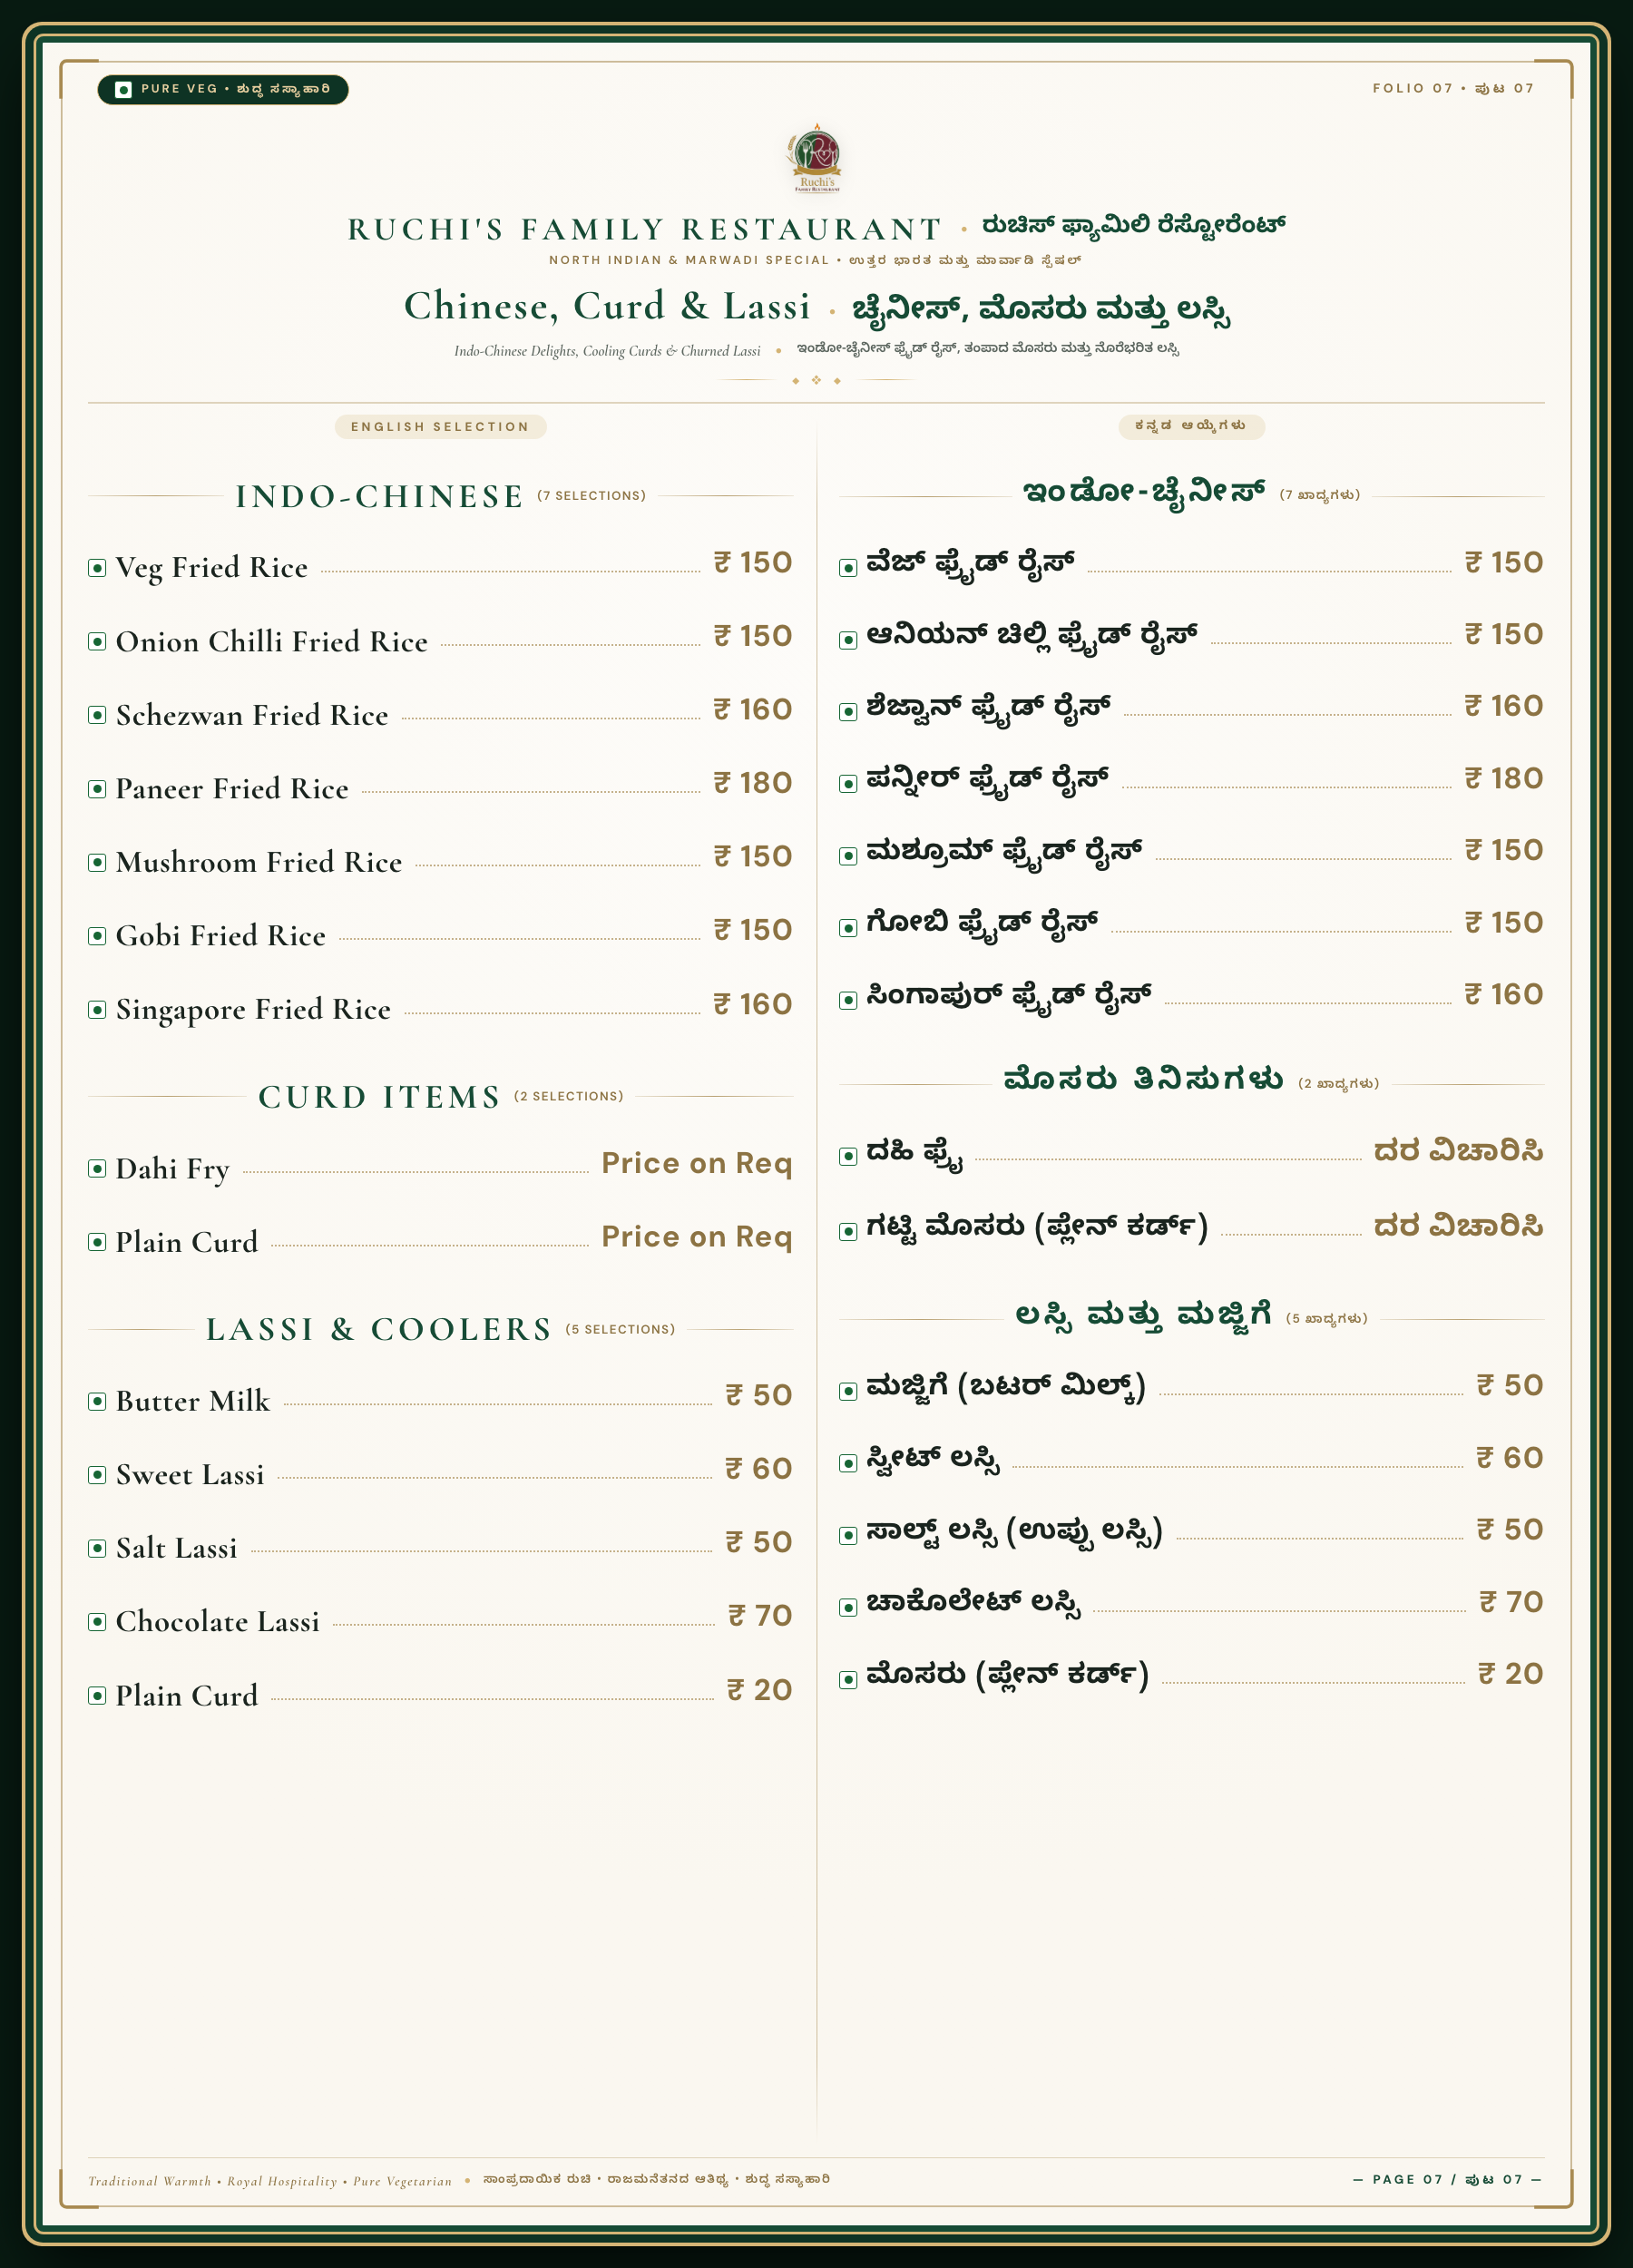 PURE VEG • ಶುದ್ಧ ಸಸ್ಯಾಹಾರಿ
FOLIO 07 • ಪುಟ 07
Ruchi's
FAMILY RESTAURANT
RUCHI'S FAMILY RESTAURANT • ರುಚಿಸ್ ಫ್ಯಾಮಿಲಿ ರೆಸ್ಟೋರೆಂಟ್
NORTH INDIAN & MARWADI SPECIAL • ಉತ್ತರ ಭಾರತ ಮತ್ತು ಮಾರ್ವಾಡಿ ಸ್ಪೆಷಲ್
Chinese, Curd & Lassi • ಚೈನೀಸ್, ಮೊಸರು ಮತ್ತು ಲಸ್ಸಿ
Indo-Chinese Delights, Cooling Curds & Churned Lassi • ಇಂಡೋ-ಚೈನೀಸ್ ಫ್ರೈಡ್ ರೈಸ್, ತಂಪಾದ ಮೊಸರು ಮತ್ತು ನೊರೆಭರಿತ ಲಸ್ಸಿ
ENGLISH SELECTION
INDO-CHINESE (7 SELECTIONS)
Veg Fried Rice ₹ 150
Onion Chilli Fried Rice ₹ 150
Schezwan Fried Rice ₹ 160
Paneer Fried Rice ₹ 180
Mushroom Fried Rice ₹ 150
Gobi Fried Rice ₹ 150
Singapore Fried Rice ₹ 160
CURD ITEMS (2 SELECTIONS)
Dahi Fry Price on Req
Plain Curd Price on Req
LASSI & COOLERS (5 SELECTIONS)
Butter Milk ₹ 50
Sweet Lassi ₹ 60
Salt Lassi ₹ 50
Chocolate Lassi ₹ 70
Plain Curd ₹ 20
ಕನ್ನಡ ಆಯ್ಕೆಗಳು
ಇಂಡೋ-ಚೈನೀಸ್ (7 ಖಾದ್ಯಗಳು)
ವೆಜ್ ಫ್ರೈಡ್ ರೈಸ್ ₹ 150
ಆನಿಯನ್ ಚಿಲ್ಲಿ ಫ್ರೈಡ್ ರೈಸ್ ₹ 150
ಶೆಜ್ವಾನ್ ಫ್ರೈಡ್ ರೈಸ್ ₹ 160
ಪನ್ನೀರ್ ಫ್ರೈಡ್ ರೈಸ್ ₹ 180
ಮಶ್ರೂಮ್ ಫ್ರೈಡ್ ರೈಸ್ ₹ 150
ಗೋಬಿ ಫ್ರೈಡ್ ರೈಸ್ ₹ 150
ಸಿಂಗಾಪುರ್ ಫ್ರೈಡ್ ರೈಸ್ ₹ 160
ಮೊಸರು ತಿನಿಸುಗಳು (2 ಖಾದ್ಯಗಳು)
ದಹಿ ಫ್ರೈ ದರ ವಿಚಾರಿಸಿ
ಗಟ್ಟಿ ಮೊಸರು (ಪ್ಲೇನ್ ಕರ್ಡ್) ದರ ವಿಚಾರಿಸಿ
ಲಸ್ಸಿ ಮತ್ತು ಮಜ್ಜಿಗೆ (5 ಖಾದ್ಯಗಳು)
ಮಜ್ಜಿಗೆ (ಬಟರ್ ಮಿಲ್ಕ್) ₹ 50
ಸ್ವೀಟ್ ಲಸ್ಸಿ ₹ 60
ಸಾಲ್ಟ್ ಲಸ್ಸಿ (ಉಪ್ಪು ಲಸ್ಸಿ) ₹ 50
ಚಾಕೊಲೇಟ್ ಲಸ್ಸಿ ₹ 70
ಮೊಸರು (ಪ್ಲೇನ್ ಕರ್ಡ್) ₹ 20
Traditional Warmth • Royal Hospitality • Pure Vegetarian • ಸಾಂಪ್ರದಾಯಿಕ ರುಚಿ • ರಾಜಮನೆತನದ ಆತಿಥ್ಯ • ಶುದ್ಧ ಸಸ್ಯಾಹಾರಿ
— PAGE 07 / ಪುಟ 07 —